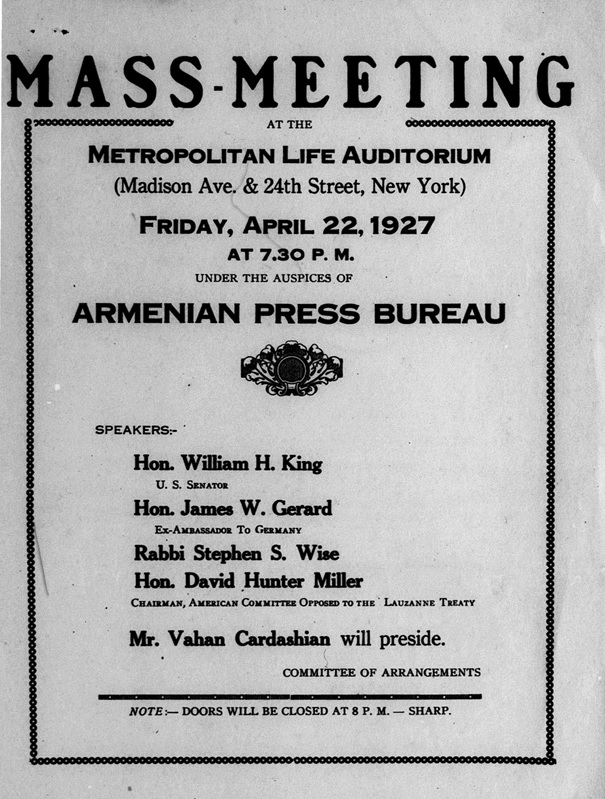 MASS-MEETING
AT THE
METROPOLITAN LIFE AUDITORIUM
(Madison Ave. & 24th Street, New York)
FRIDAY, APRIL 22, 1927
AT 7.30 P. M.
UNDER THE AUSPICES OF
ARMENIAN PRESS BUREAU
SPEAKERS:-
Hon. William H. King
U. S. SENATOR
Hon. James W. Gerard
EX-AMBASSADOR TO GERMANY
Rabbi Stephen S. Wise
Hon. David Hunter Miller
CHAIRMAN, AMERICAN COMMITTEE OPPOSED TO THE LAUZANNE TREATY
Mr. Vahan Cardashian will preside.
COMMITTEE OF ARRANGEMENTS
NOTE:— DOORS WILL BE CLOSED AT 8 P. M. — SHARP.